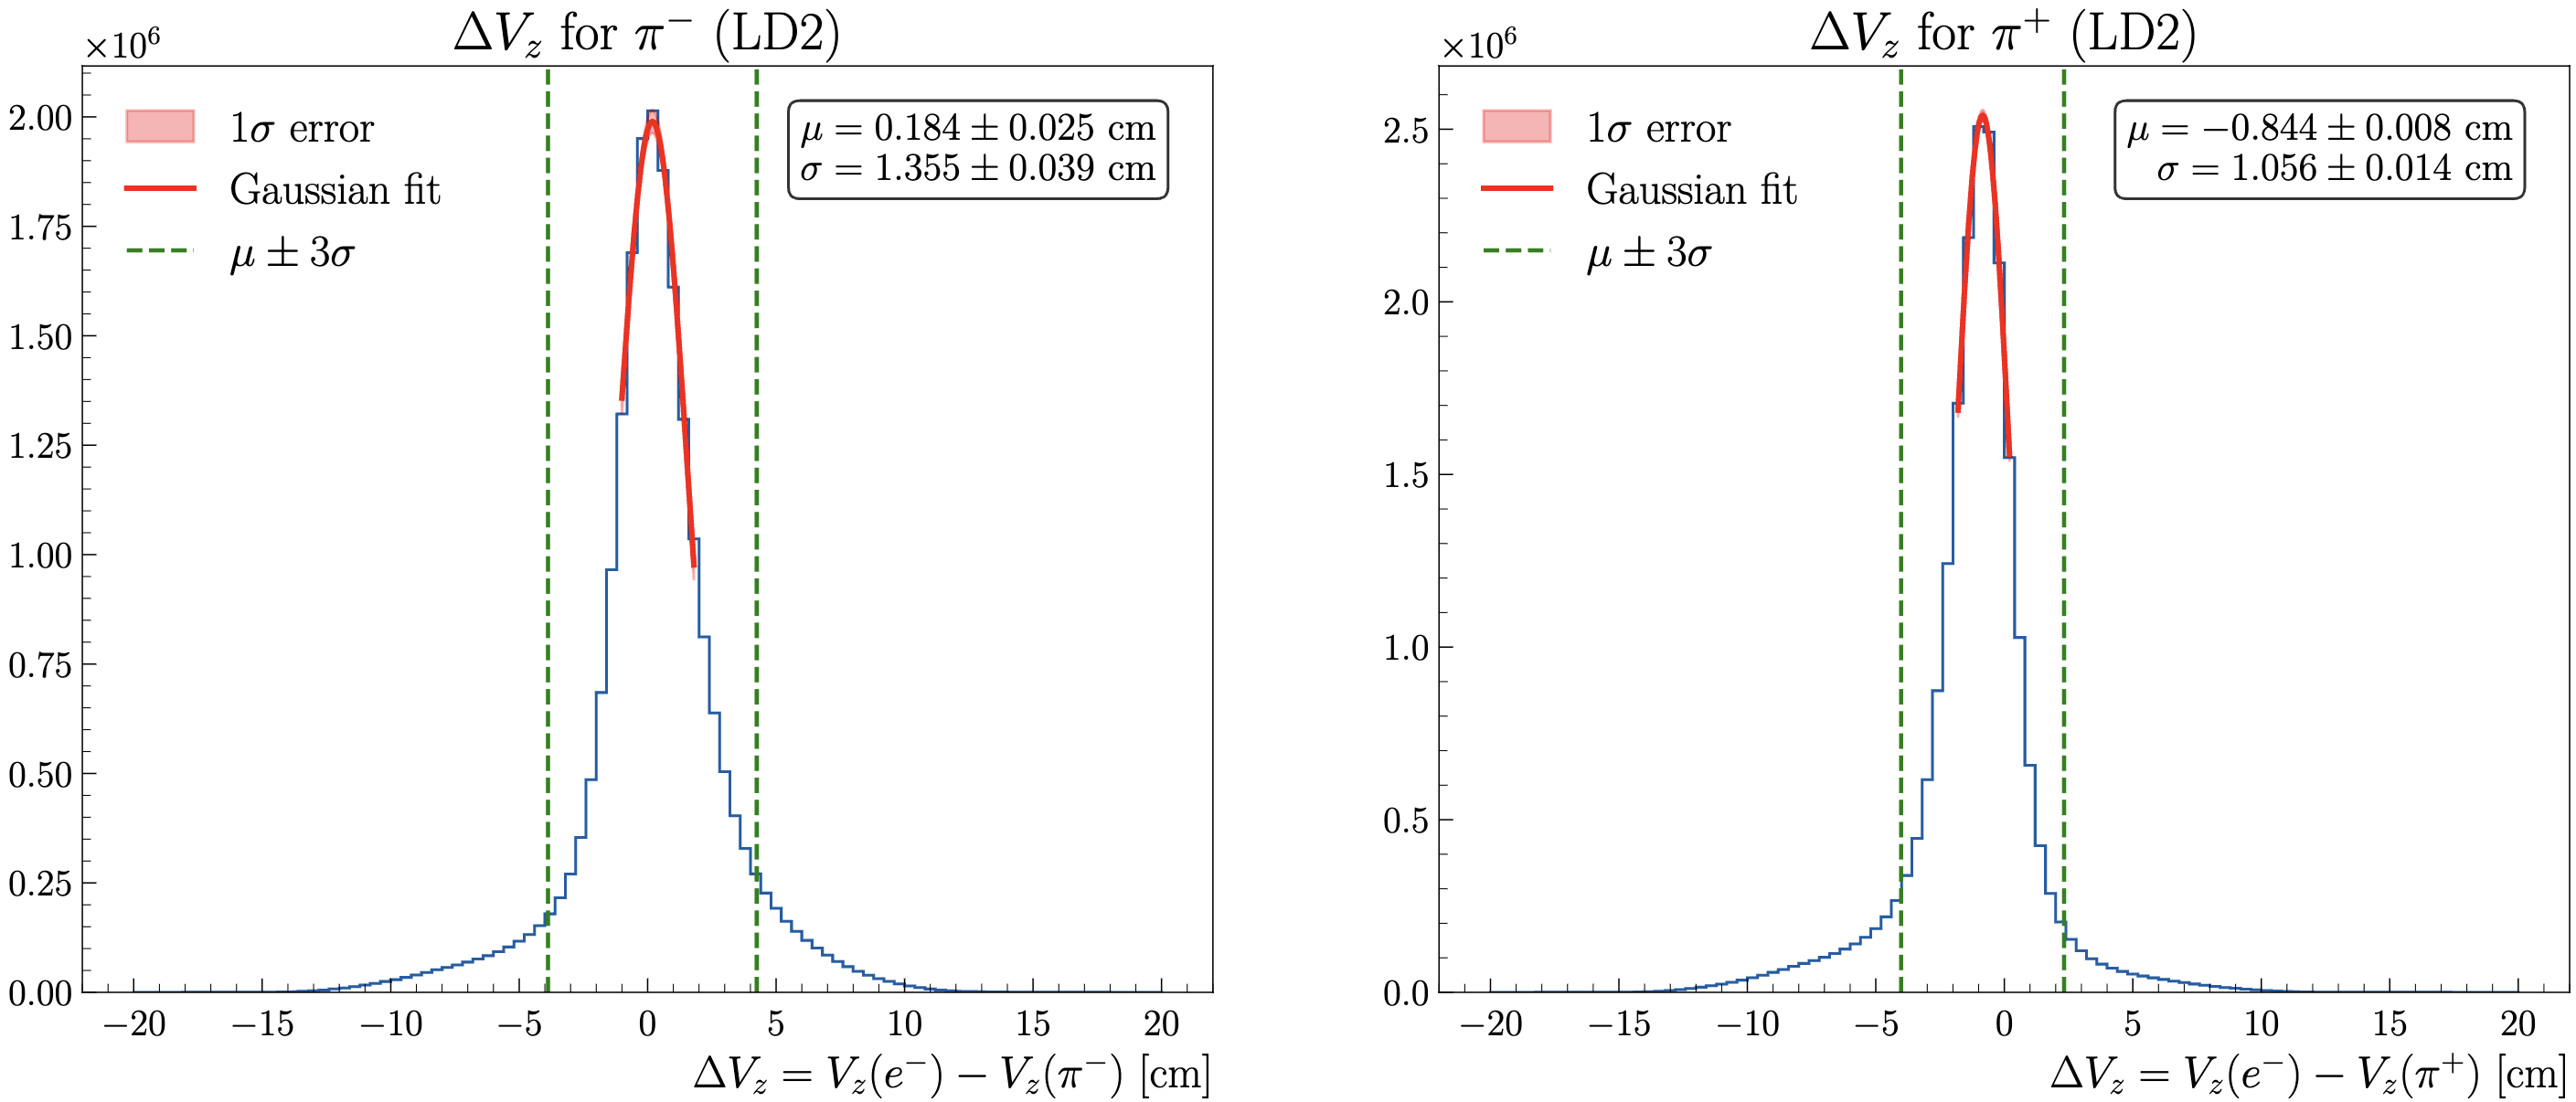 ΔV_z for π⁻ (LD2)
×10⁶
1σ error
Gaussian fit
μ ± 3σ
μ = 0.184 ± 0.025 cm
σ = 1.355 ± 0.039 cm
2.00
1.75
1.50
1.25
1.00
0.75
0.50
0.25
0.00
−20 −15 −10 −5 0 5 10 15 20
ΔV_z = V_z(e⁻) − V_z(π⁻) [cm]
ΔV_z for π⁺ (LD2)
×10⁶
1σ error
Gaussian fit
μ ± 3σ
μ = −0.844 ± 0.008 cm
σ = 1.056 ± 0.014 cm
2.5
2.0
1.5
1.0
0.5
0.0
−20 −15 −10 −5 0 5 10 15 20
ΔV_z = V_z(e⁻) − V_z(π⁺) [cm]